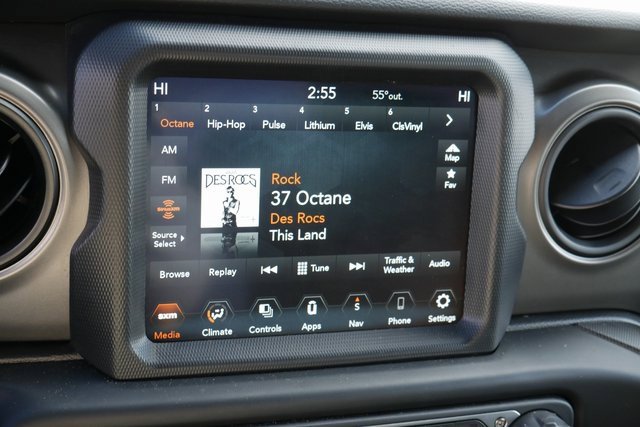 HI 2:55 55°out. HI
1 2 3 4 5 6
Octane Hip-Hop Pulse Lithium Elvis ClsVinyl
AM
Map
FM
Fav
DES ROCS
Rock
37 Octane
Des Rocs
This Land
SiriusXM
Source
Select
Browse Replay Tune Traffic & Weather Audio
sxm S
Media Climate Controls Apps Nav Phone Settings